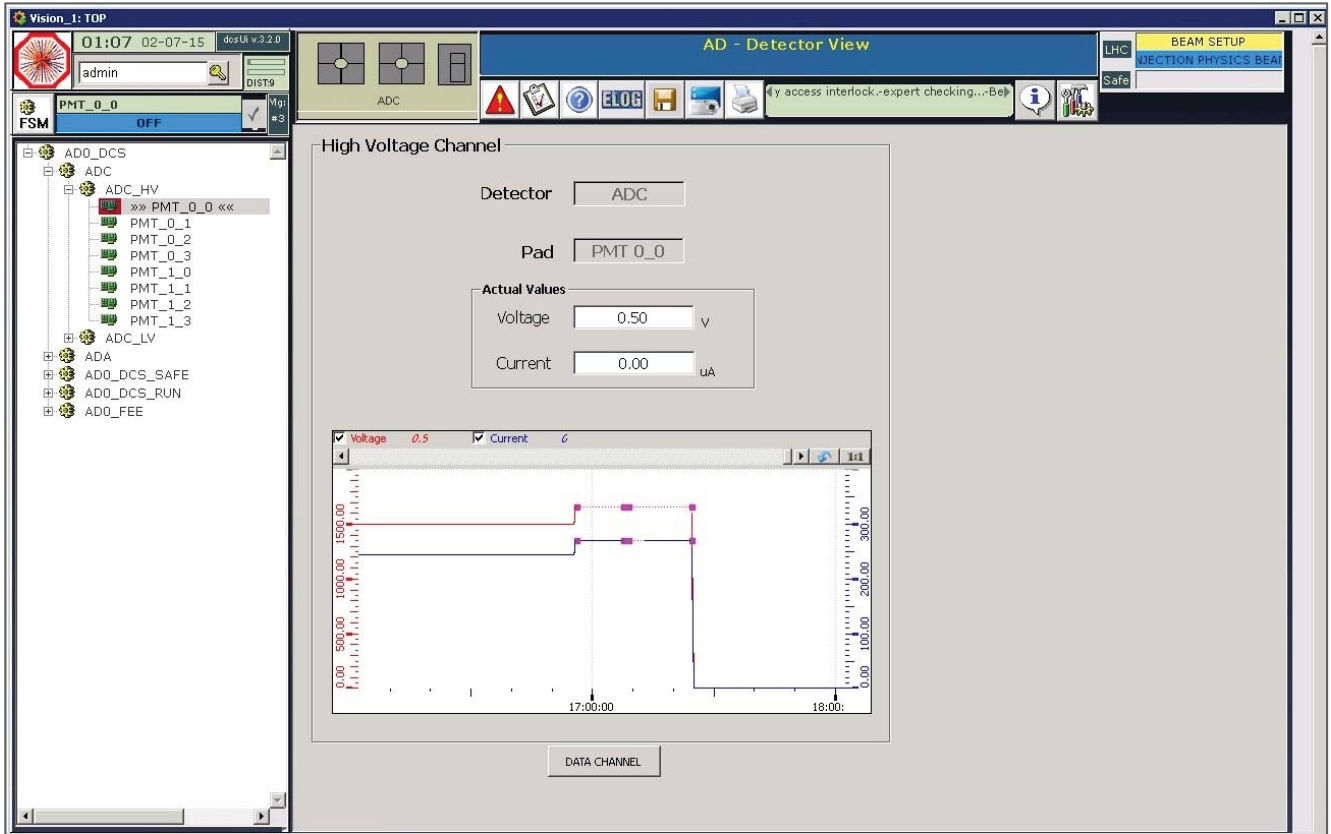 Vision_1: TOP
01:07 02-07-15 dosUi v.3.2.0
admin
DIST:9
FSM
PMT_0_0
OFF
Mg:
#3
ADC
AD - Detector View
ELOG
y access interlock.-expert checking...-Be
LHC
BEAM SETUP
NJECTION PHYSICS BEAM
Safe
AD0_DCS
ADC
ADC_HV
»» PMT_0_0 ««
PMT_0_1
PMT_0_2
PMT_0_3
PMT_1_0
PMT_1_1
PMT_1_2
PMT_1_3
ADC_LV
ADA
AD0_DCS_SAFE
AD0_DCS_RUN
AD0_FEE
High Voltage Channel
Detector ADC
Pad PMT 0_0
Actual Values
Voltage 0.50 V
Current 0.00 uA
Voltage 0.5 Current
1:1
1500.00
1000.00
500.00
0.00
300.00
200.00
100.00
0.00
17:00:00
18:00:
DATA CHANNEL